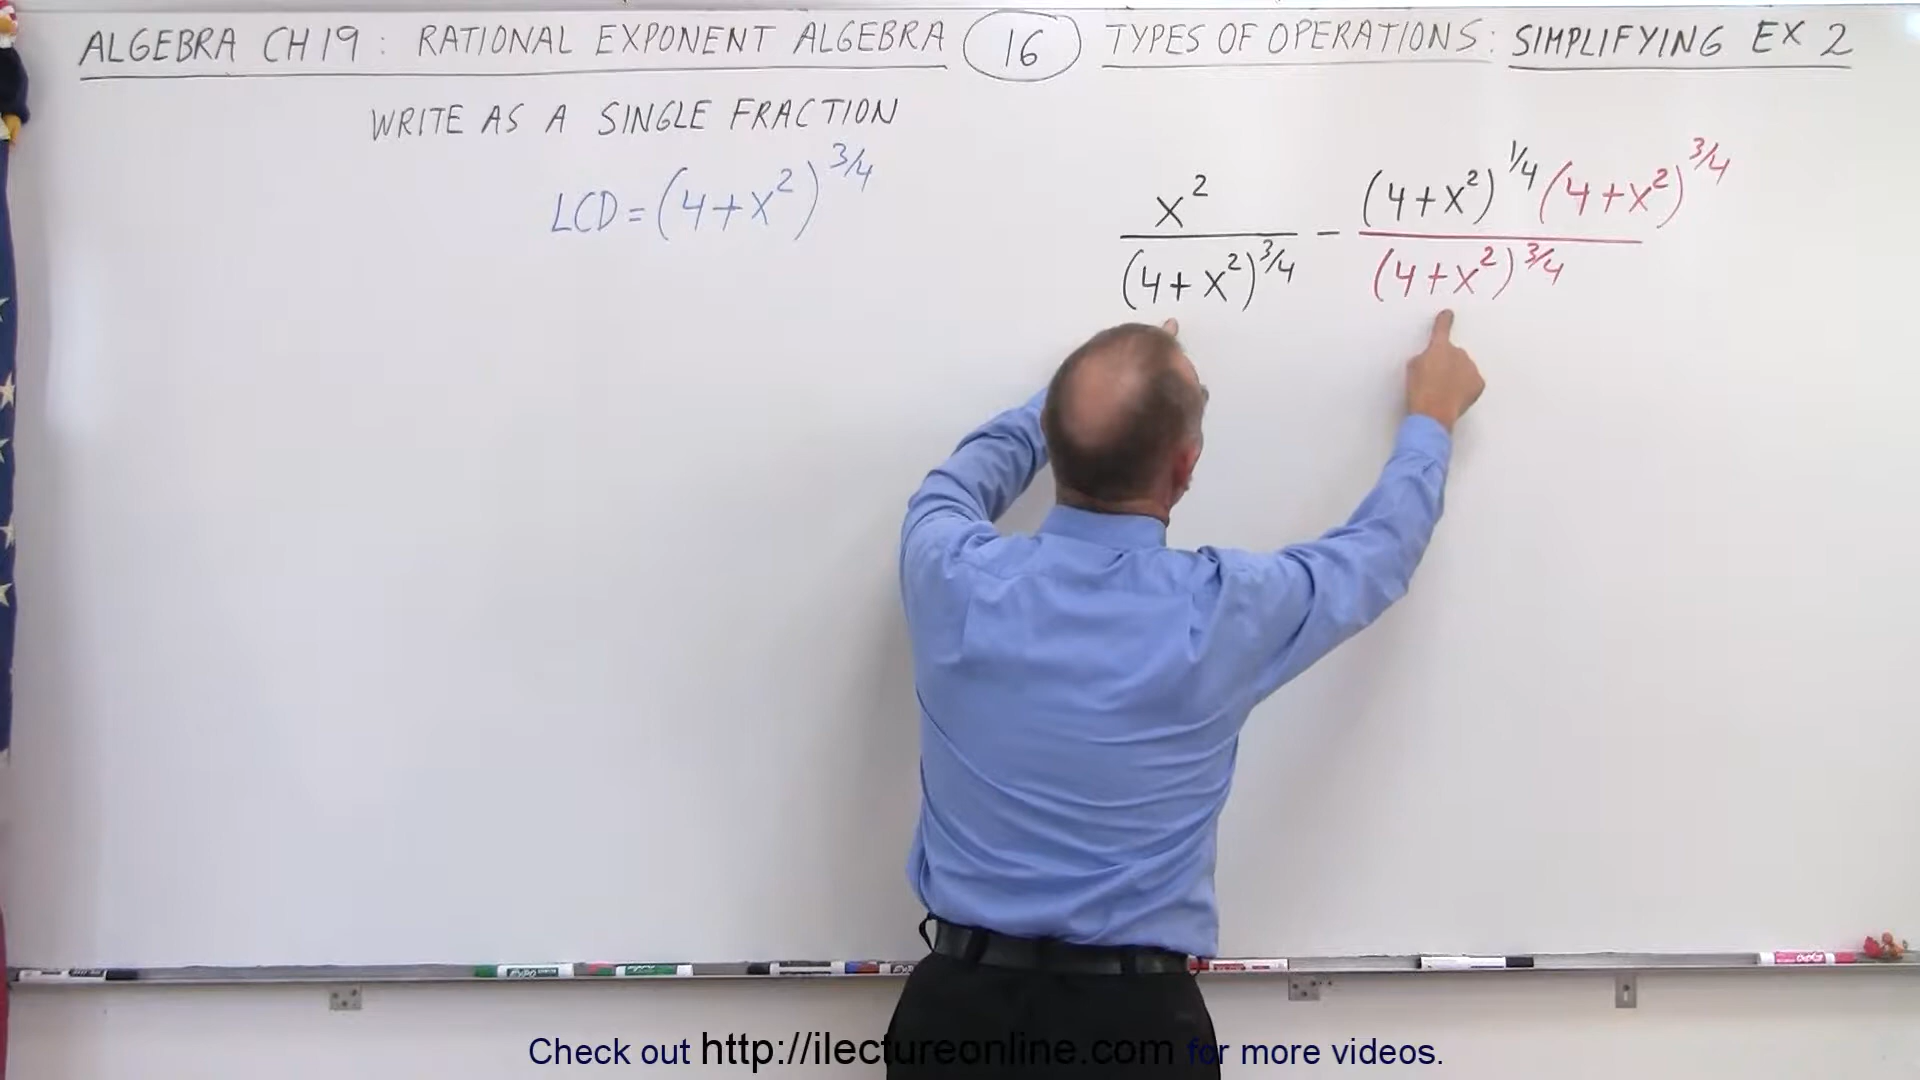 ALGEBRA CH 19 : RATIONAL EXPONENT ALGEBRA 16 TYPES OF OPERATIONS : SIMPLIFYING EX 2
WRITE AS A SINGLE FRACTION
LCD = (4+x²)^3/4
x² / (4+x²)^3/4 − (4+x²)^1/4 (4+x²)^3/4 / (4+x²)^3/4
Check out http://ilectureonline.com for more videos.